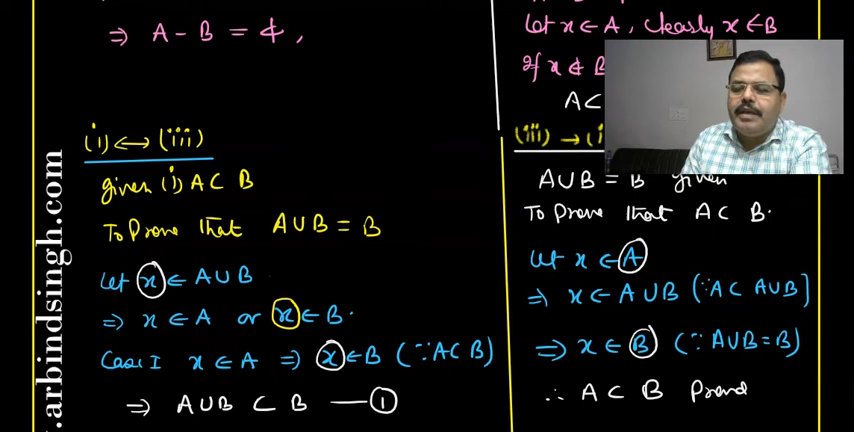 ⇒ A - B = ϕ,
(i) ↔ (iii)
given (i) A ⊂ B
To Prove that A∪B = B
Let x ∈ A∪B
⇒ x ∈ A or x ∈ B.
Case I x ∈ A ⇒ x ∈ B (∵ A ⊂ B)
⇒ A∪B ⊂ B — ①
Let x ∈ A, clearly x ∈ B
If x ∉ B
A ⊂
(iii) → (i
A∪B = B given
To Prove that A ⊂ B.
Let x ∈ A
⇒ x ∈ A∪B (∵ A ⊂ A∪B]
⇒ x ∈ B (∵ A∪B = B)
∴ A ⊂ B Proved
.arbindsingh.com